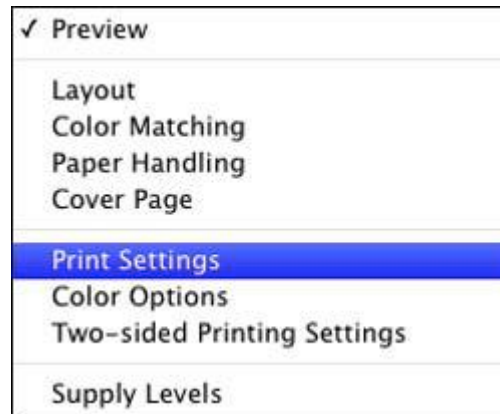 ✓ Preview
Layout
Color Matching
Paper Handling
Cover Page
Print Settings
Color Options
Two-sided Printing Settings
Supply Levels